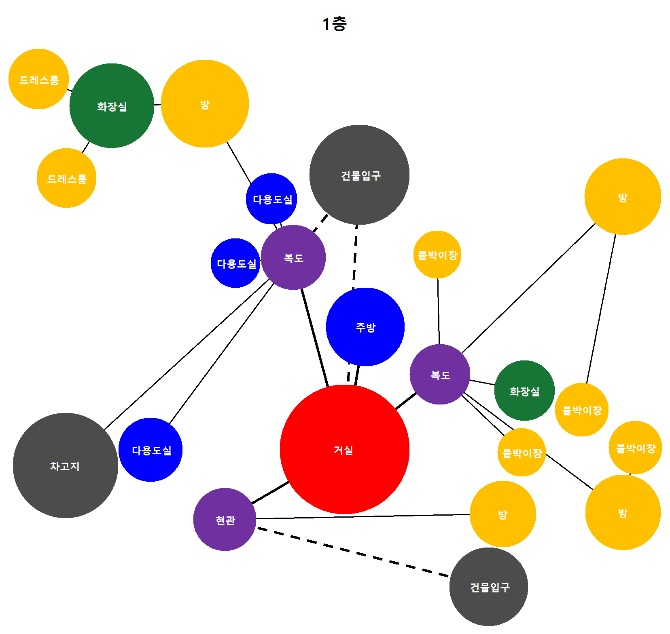 1층
드레스룸
화장실
방
드레스룸
건물입구
다용도실
방
복도
다용도실
붙박이장
주방
복도
화장실
붙박이장
차고지
다용도실
거실
붙박이장
붙박이장
현관
방
방
건물입구